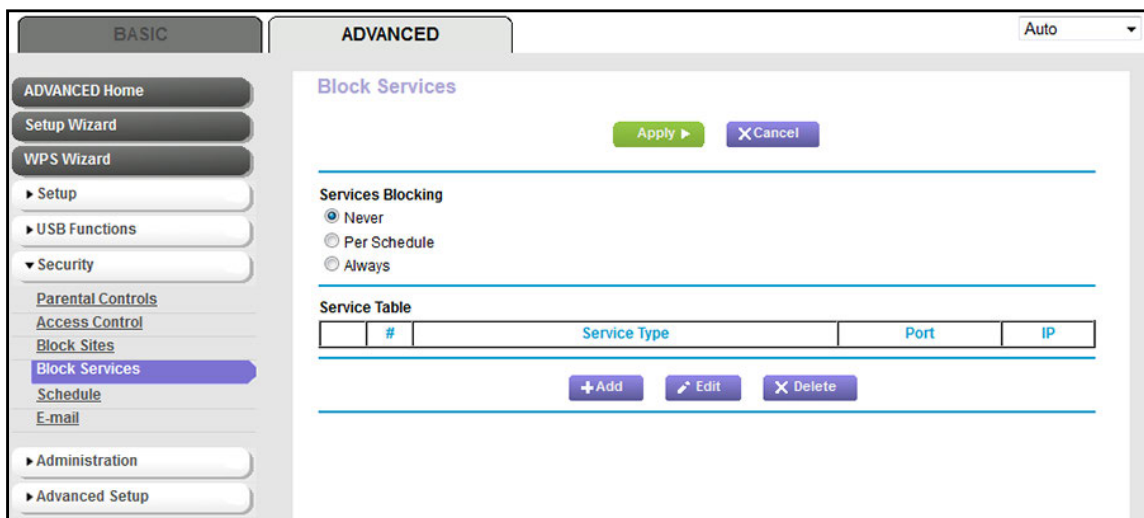 BASIC
ADVANCED
Auto
ADVANCED Home
Setup Wizard
WPS Wizard
Setup
USB Functions
Security
Parental Controls
Access Control
Block Sites
Block Services
Schedule
E-mail
Administration
Advanced Setup
Block Services
Apply
Cancel
Services Blocking
Never
Per Schedule
Always
Service Table
# Service Type Port IP
Add Edit Delete